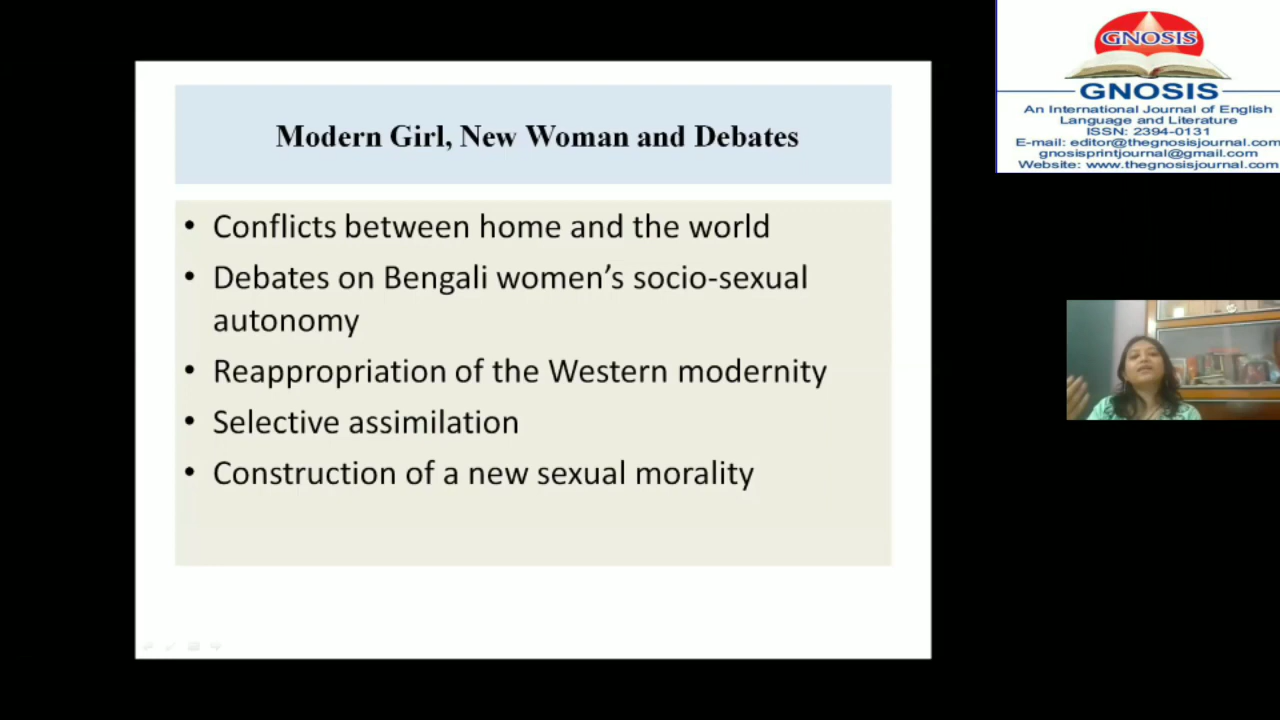 Modern Girl, New Woman and Debates
• Conflicts between home and the world
• Debates on Bengali women's socio-sexual
autonomy
• Reappropriation of the Western modernity
• Selective assimilation
• Construction of a new sexual morality
GNOSIS
GNOSIS
An International Journal of English
Language and Literature
ISSN: 2394-0131
E-mail: editor@thegnosisjournal.com
gnosisprintjournal@gmail.com
Website: www.thegnosisjournal.com